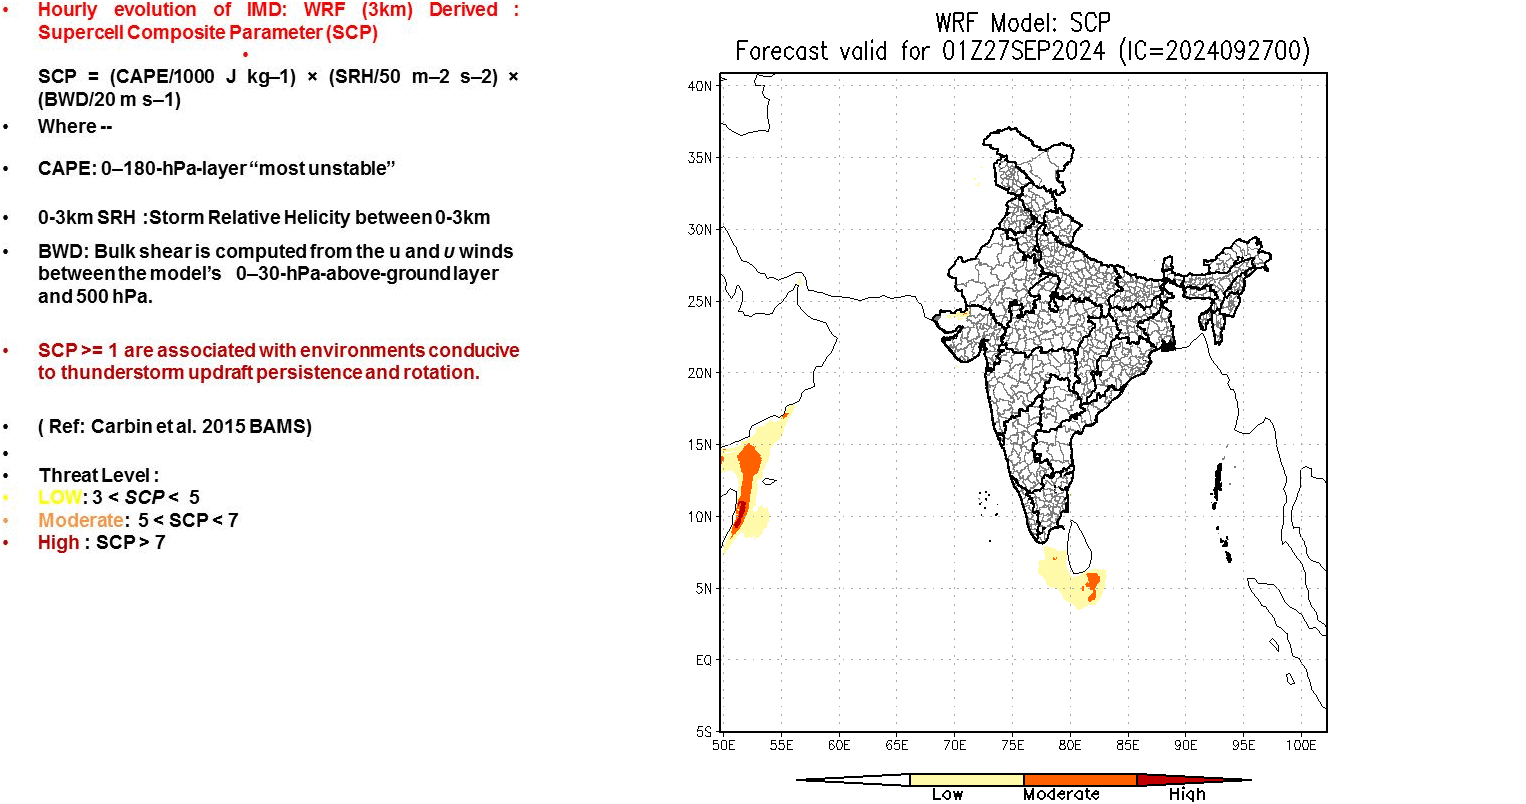 • Hourly evolution of IMD: WRF (3km) Derived :
Supercell Composite Parameter (SCP)
•
SCP = (CAPE/1000 J kg–1) × (SRH/50 m–2 s–2) ×
(BWD/20 m s–1)
• Where --
• CAPE: 0–180-hPa-layer “most unstable”
• 0-3km SRH :Storm Relative Helicity between 0-3km
• BWD: Bulk shear is computed from the u and υ winds
between the model’s 0–30-hPa-above-ground layer
and 500 hPa.
• SCP >= 1 are associated with environments conducive
to thunderstorm updraft persistence and rotation.
• ( Ref: Carbin et al. 2015 BAMS)
•
• Threat Level :
• LOW: 3 < SCP < 5
• Moderate: 5 < SCP < 7
• High : SCP > 7
WRF Model: SCP
Forecast valid for 01Z27SEP2024 (IC=2024092700)
40N
35N
30N
25N
20N
15N
10N
5N
EQ
5S
50E 55E 60E 65E 70E 75E 80E 85E 90E 95E 100E
Low Moderate High